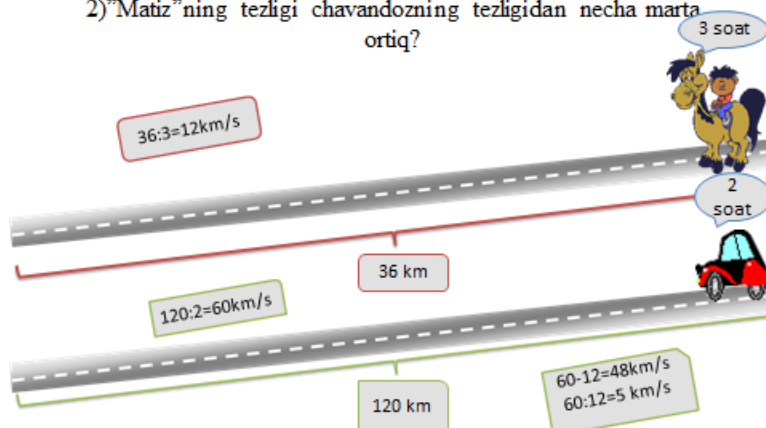 2)"Matiz"ning tezligi chavandozning tezligidan necha marta
ortiq?
3 soat
36:3=12km/s
2
soat
36 km
120:2=60km/s
60-12=48km/s
60:12=5 km/s
120 km